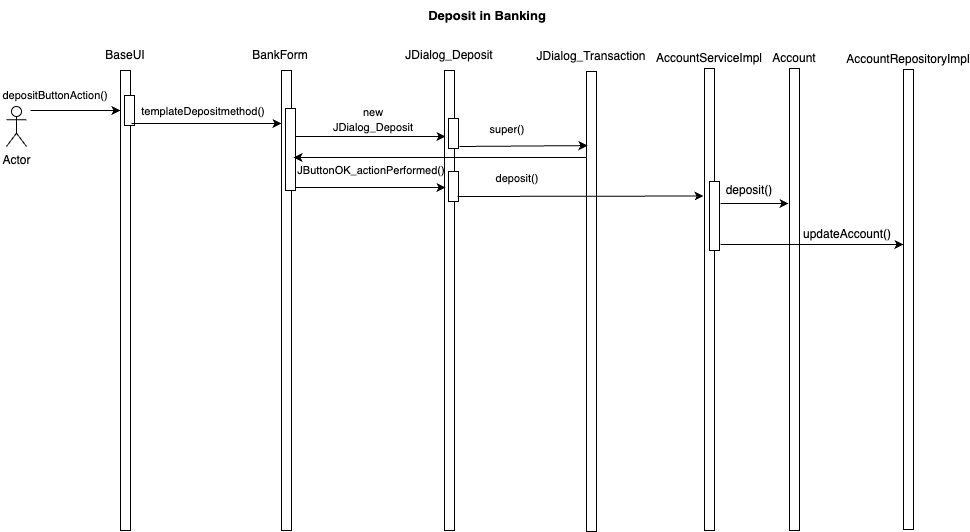 Deposit in Banking
BaseUI
BankForm
JDialog_Deposit
JDialog_Transaction
AccountServiceImpl
Account
AccountRepositoryImpl
depositButtonAction()
templateDepositmethod()
new
JDialog_Deposit
super()
Actor
JButtonOK_actionPerformed()
deposit()
deposit()
updateAccount()